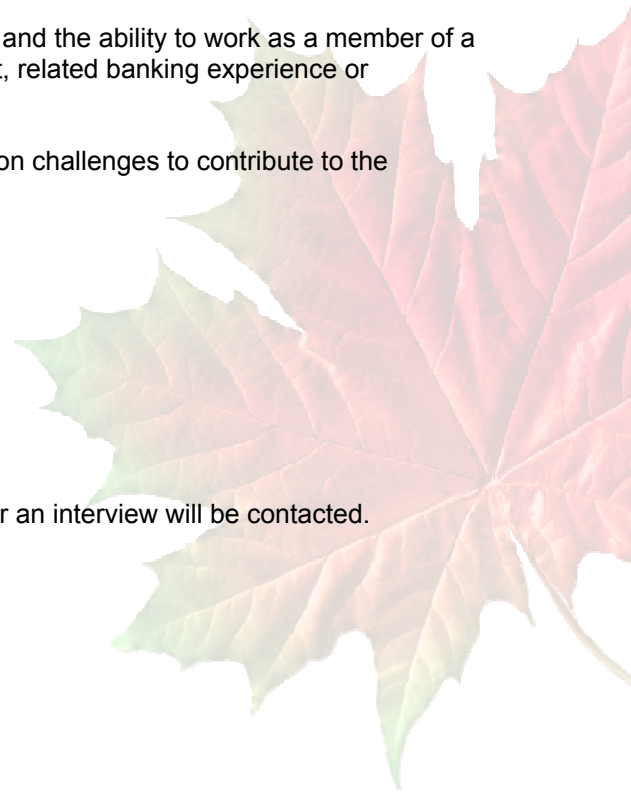 and the ability to work as a member of a
, related banking experience or
on challenges to contribute to the
r an interview will be contacted.